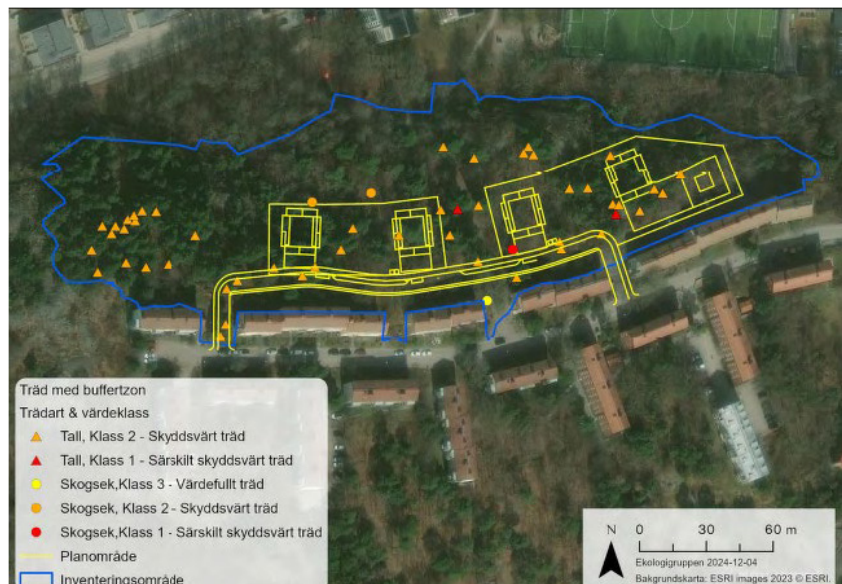 Träd med buffertzon
Trädart & värdeklass
Tall, Klass 2 - Skyddsvärt träd
Tall, Klass 1 - Särskilt skyddsvärt träd
Skogsek,Klass 3 - Värdefullt träd
Skogsek, Klass 2 - Skyddsvärt träd
Skogsek,Klass 1 - Särskilt skyddsvärt träd
Planområde
Inventeringsområde
N 0 30 60 m
Ekologigruppen 2024-12-04
Bakgrundskarta: ESRI images 2023 © ESRI.